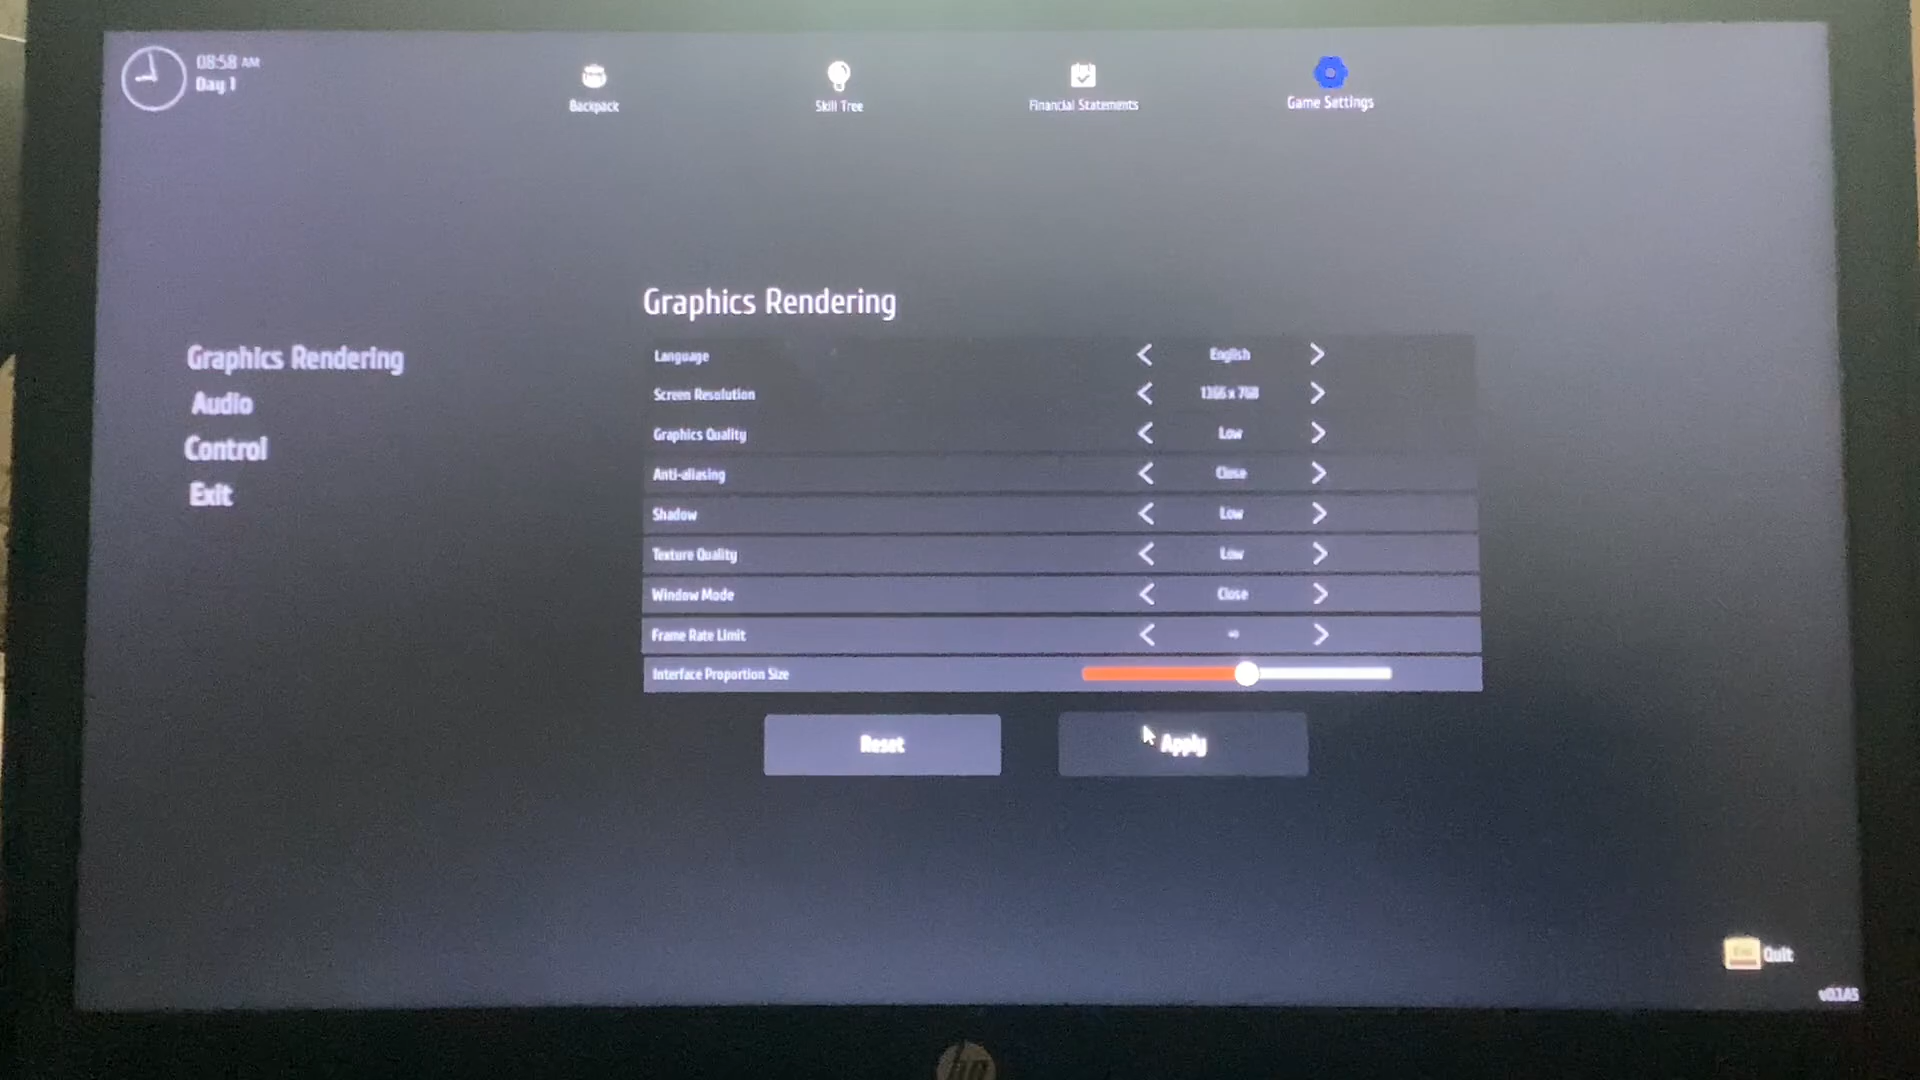 08:58 AM
Day 1
Backpack
Skill Tree
Financial Statements
Game Settings
Graphics Rendering
Graphics Rendering
Audio
Control
Exit
Language English
Screen Resolution 1366 x 768
Graphics Quality Low
Anti-aliasing Close
Shadow Low
Texture Quality Low
Window Mode Close
Frame Rate Limit
Interface Proportion Size
Reset
Apply
Quit
hp